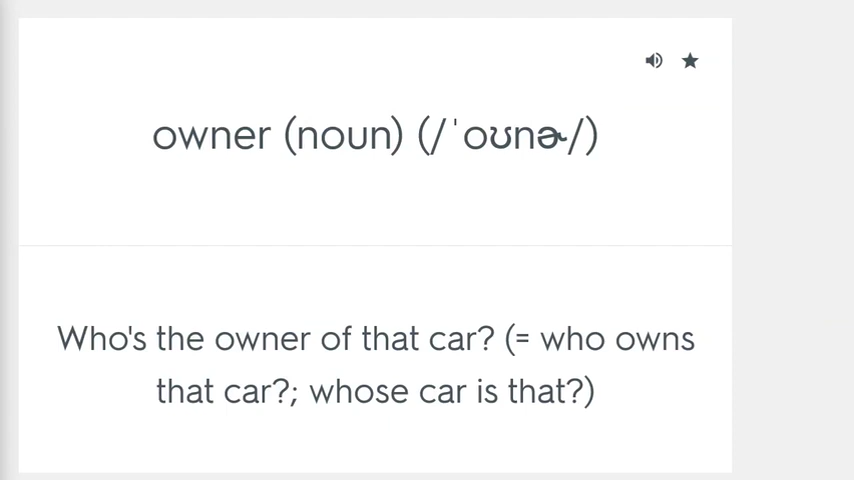 owner (noun) (/ˈoʊnɚ/)
Who's the owner of that car? (= who owns
that car?; whose car is that?)